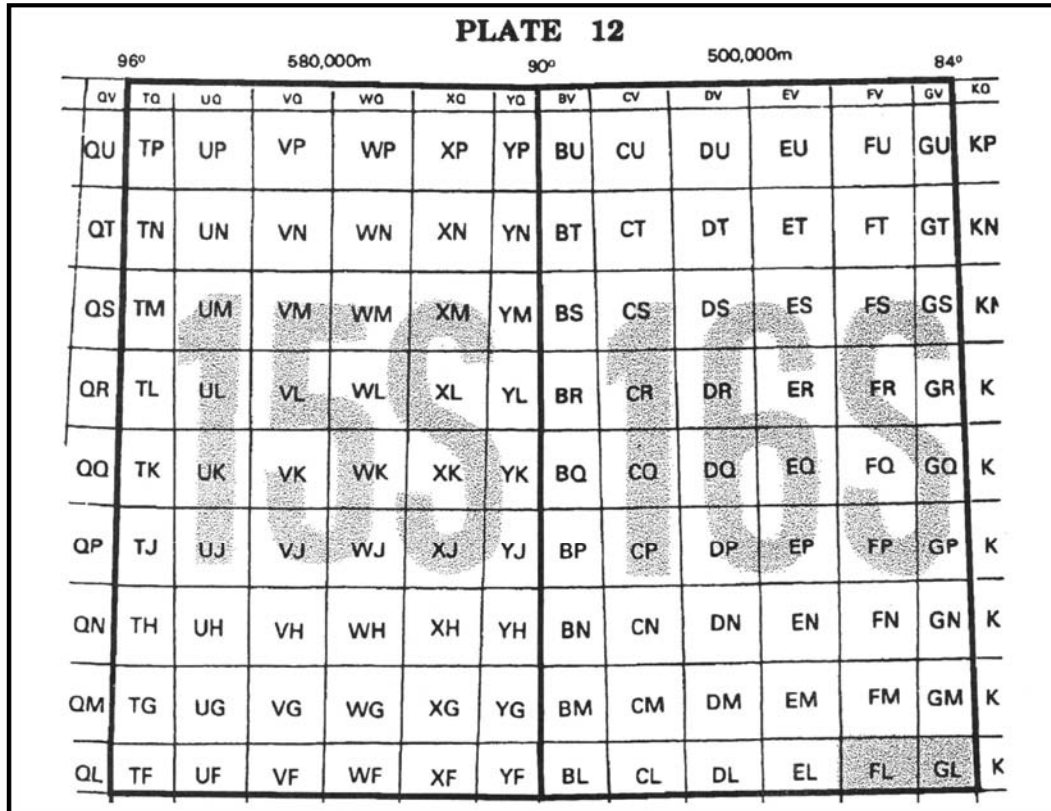 PLATE 12
96º 580,000m 90º 500,000m 84º
QV TQ UQ VQ WQ XQ YQ BV CV DV EV FV GV KQ
QU TP UP VP WP XP YP BU CU DU EU FU GU KP
QT TN UN VN WN XN YN BT CT DT ET FT GT KN
QS TM UM VM WM XM YM BS CS DS ES FS GS
15S 16S
QR TL UL VL WL XL YL BR CR DR ER FR GR K
QQ TK UK VK WK XK YK BQ CQ DQ EQ FQ GQ K
QP TJ UJ VJ WJ XJ YJ BP CP DP EP FP GP K
QN TH UH VH WH XH YH BN CN DN EN FN GN K
QM TG UG VG WG XG YG BM CM DM EM FM GM K
QL TF UF VF WF XF YF BL CL DL EL FL GL K